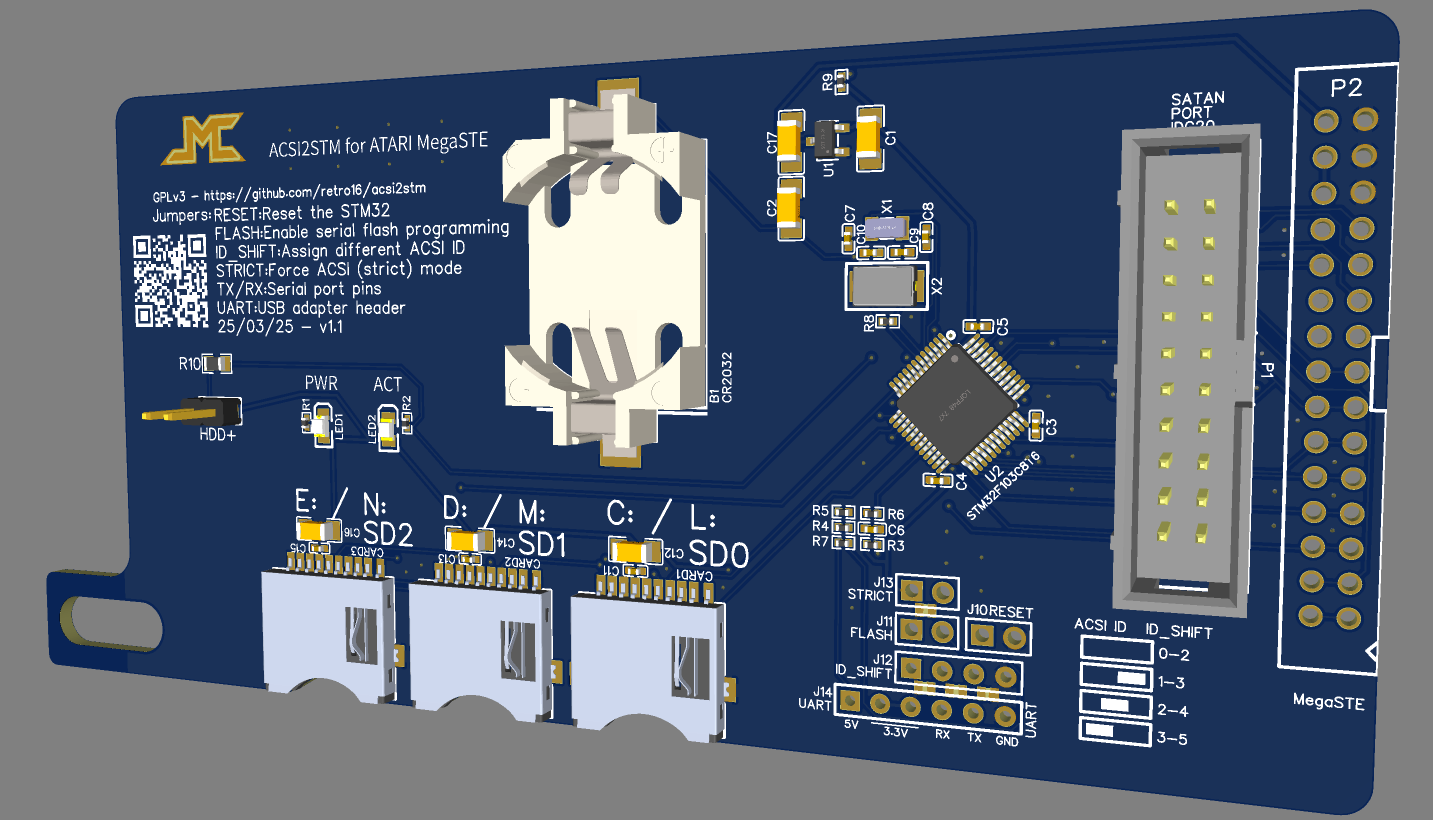 ACSI2STM for ATARI MegaSTE
GPLv3 - https://github.com/retro16/acsi2stm
Jumpers:RESET:Reset the STM32
FLASH:Enable serial flash programming
ID_SHIFT:Assign different ACSI ID
STRICT:Force ACSI (strict) mode
TX/RX:Serial port pins
UART:USB adapter header
25/03/25 - v1.1
R10
HDD+
PWR
ACT
R1
LED1
LED2
R2
B1
CR2032
E: / N:
SD2
C16
C15
CARD3
D: / M:
SD1
C14
C13
CARD2
C: / L:
SD0
C12
C11
CARD1
R9
C17
U1
C1
C2
C7
X1
C8
C10
C9
X2
R8
C5
C3
C4
U2
STM32F103C8T6
R5
R6
R4
C6
R7
R3
J13
STRICT
J11
FLASH
J10 RESET
J12
ID_SHIFT
J14
UART
5V
3.3V
RX
TX
GND
UART
SATAN
PORT
P1
P2
MegaSTE
ACSI ID ID_SHIFT
0-2
1-3
2-4
3-5